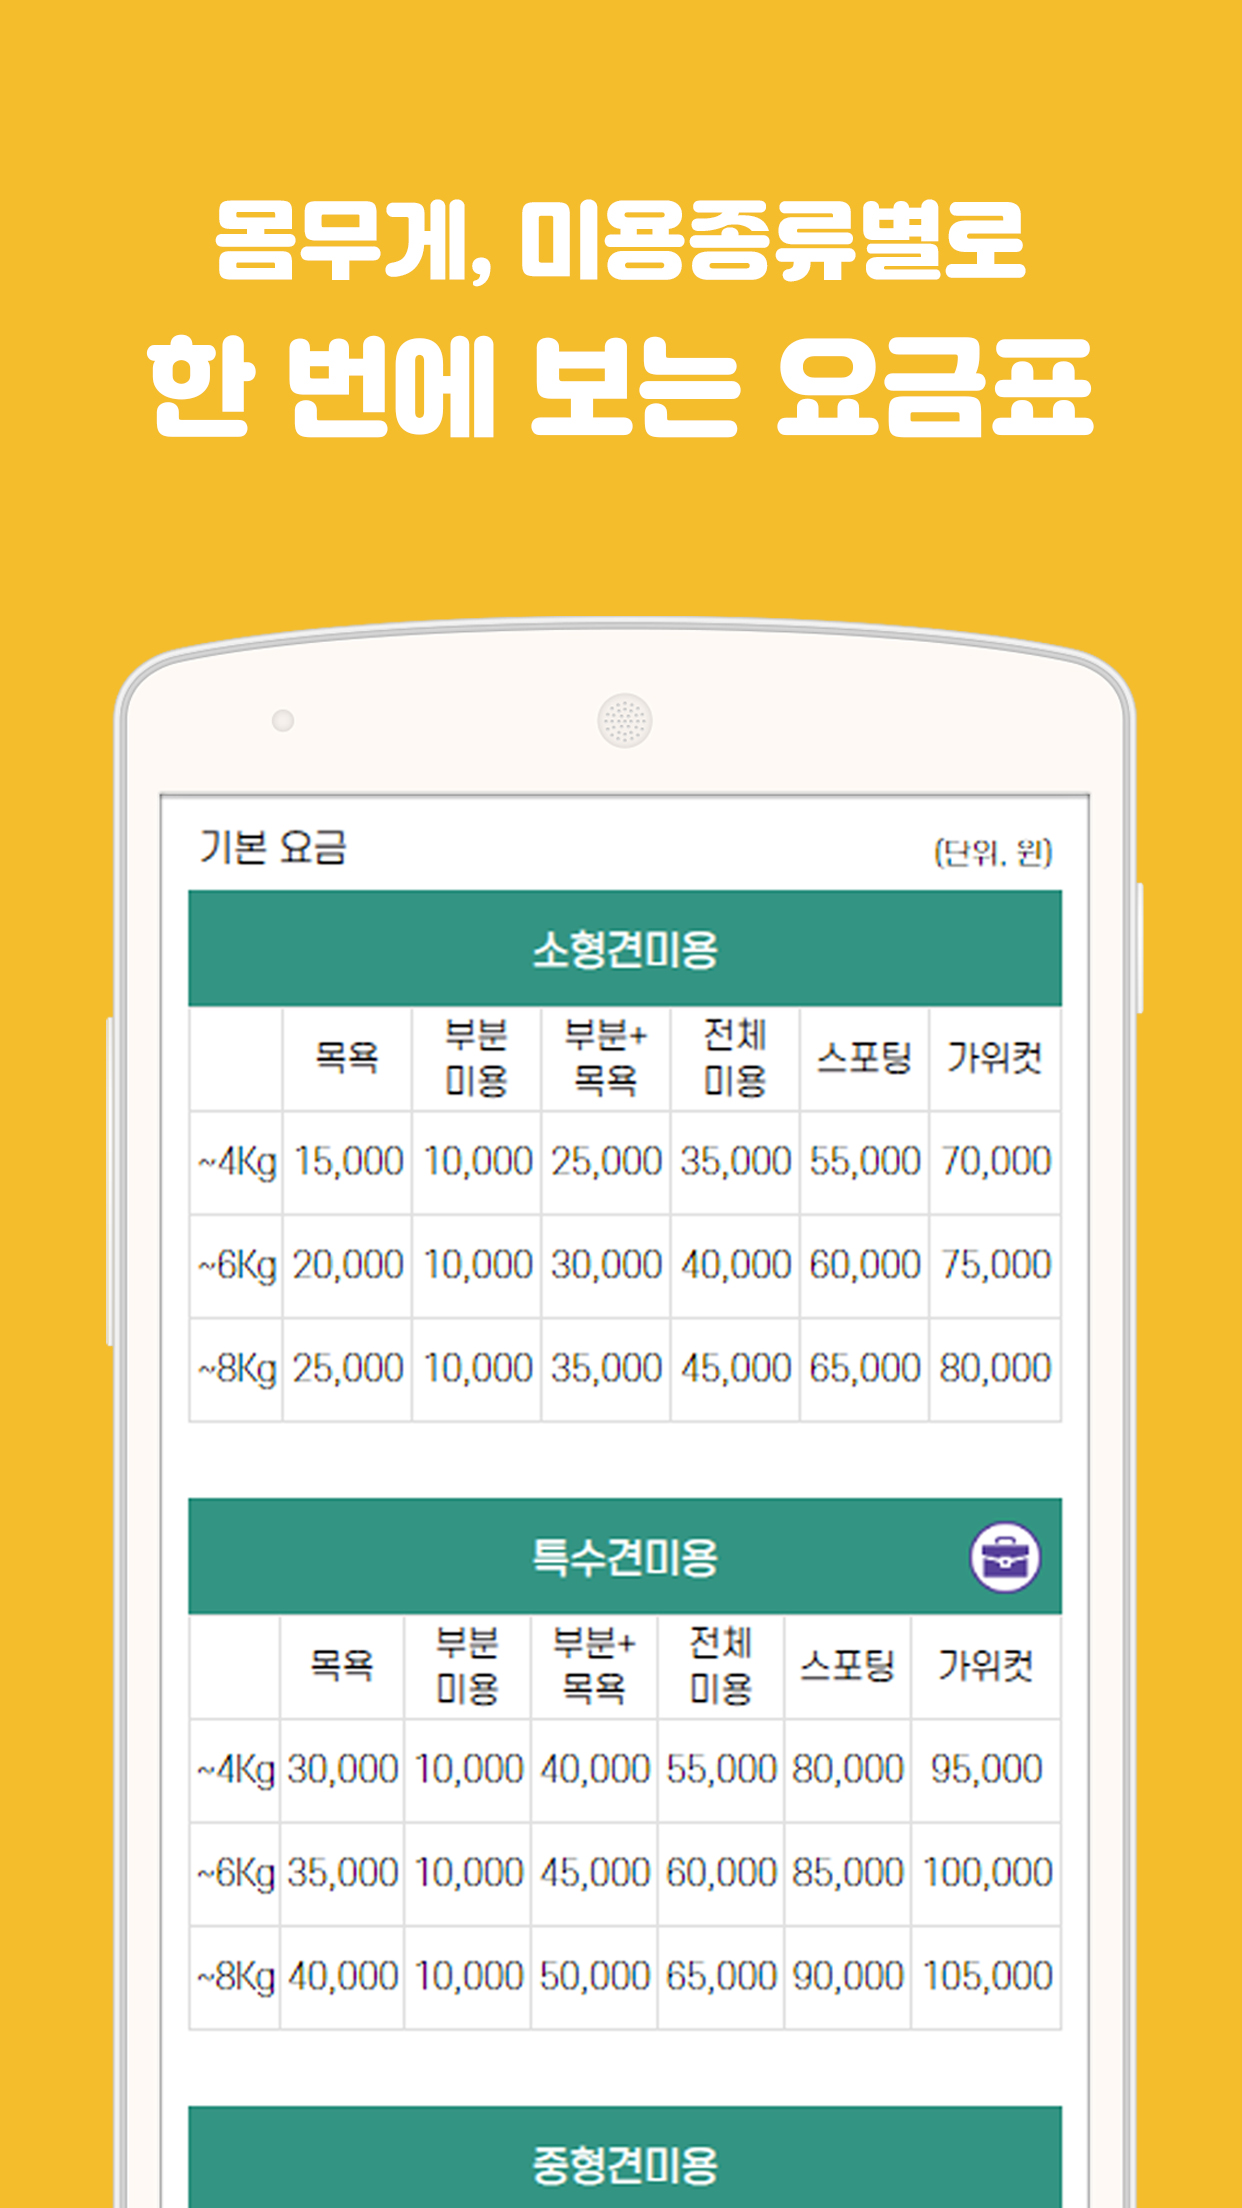 몸무게, 미용종류별로
한 번에 보는 요금표
기본 요금 (단위, 원)
소형견미용
목욕 부분 미용 부분+ 목욕 전체 미용 스포팅 가위컷
~4Kg 15,000 10,000 25,000 35,000 55,000 70,000
~6Kg 20,000 10,000 30,000 40,000 60,000 75,000
~8Kg 25,000 10,000 35,000 45,000 65,000 80,000
특수견미용
목욕 부분 미용 부분+ 목욕 전체 미용 스포팅 가위컷
~4Kg 30,000 10,000 40,000 55,000 80,000 95,000
~6Kg 35,000 10,000 45,000 60,000 85,000 100,000
~8Kg 40,000 10,000 50,000 65,000 90,000 105,000
중형견미용